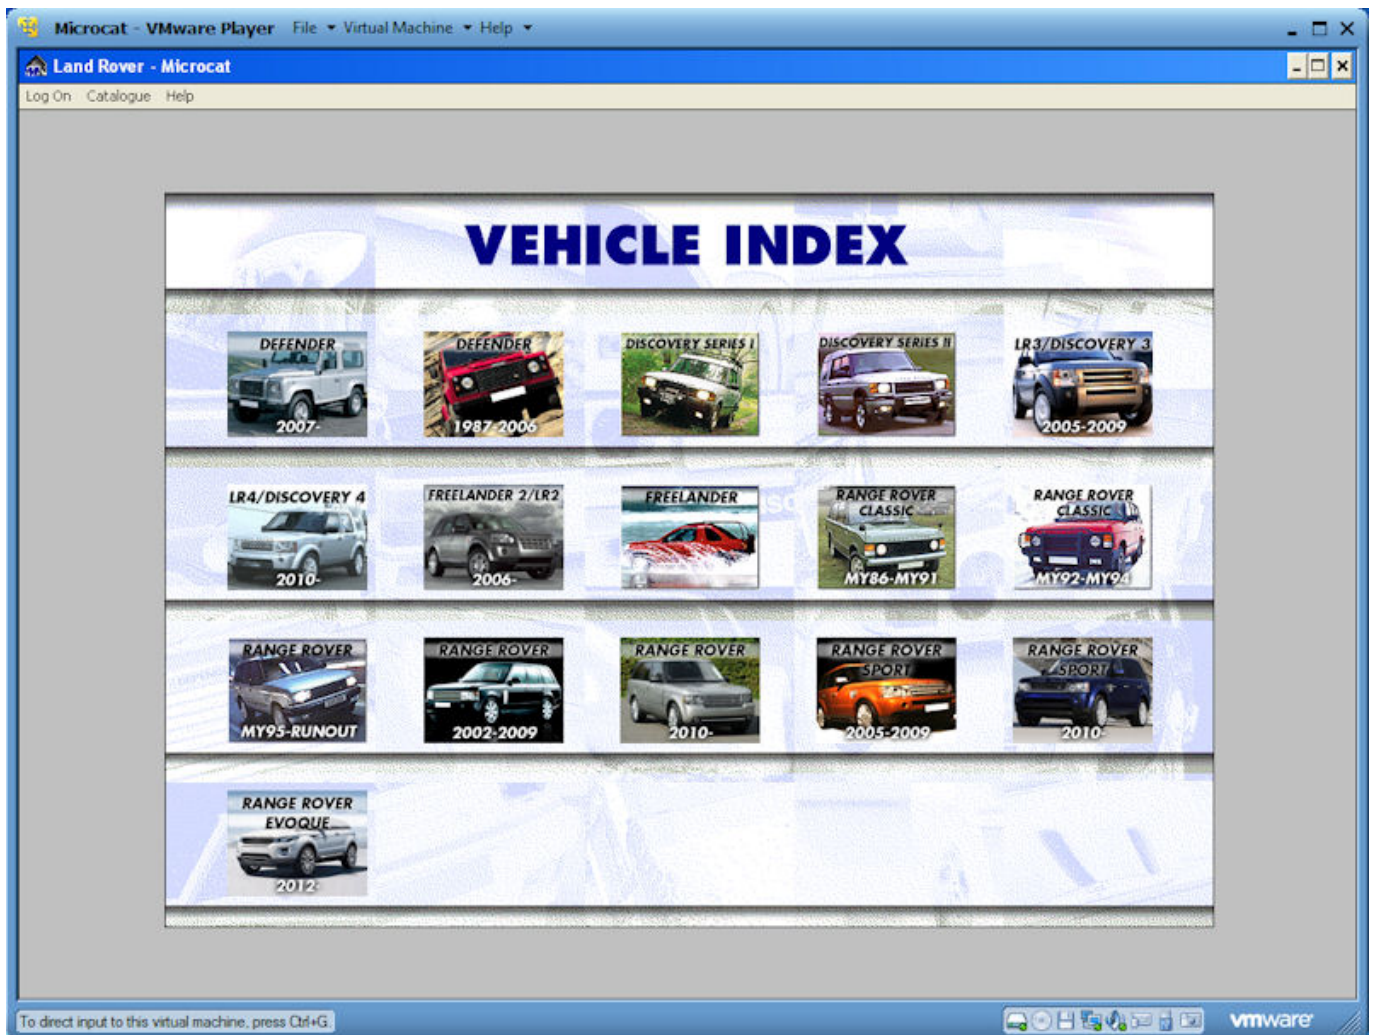 Microcat - VMware Player File Virtual Machine Help
Land Rover - Microcat
Log On Catalogue Help
VEHICLE INDEX
DEFENDER
2007-
DEFENDER
1987-2006
DISCOVERY SERIES I
DISCOVERY SERIES II
LR3/DISCOVERY 3
2005-2009
LR4/DISCOVERY 4
2010-
FREELANDER 2/LR2
2006-
FREELANDER
RANGE ROVER
CLASSIC
MY86-MY91
RANGE ROVER
CLASSIC
MY92-MY94
RANGE ROVER
MY95-RUNOUT
RANGE ROVER
2002-2009
RANGE ROVER
2010-
RANGE ROVER
SPORT
2005-2009
RANGE ROVER
SPORT
2010-
RANGE ROVER
EVOQUE
2012-
To direct input to this virtual machine, press Ctrl+G.
vmware